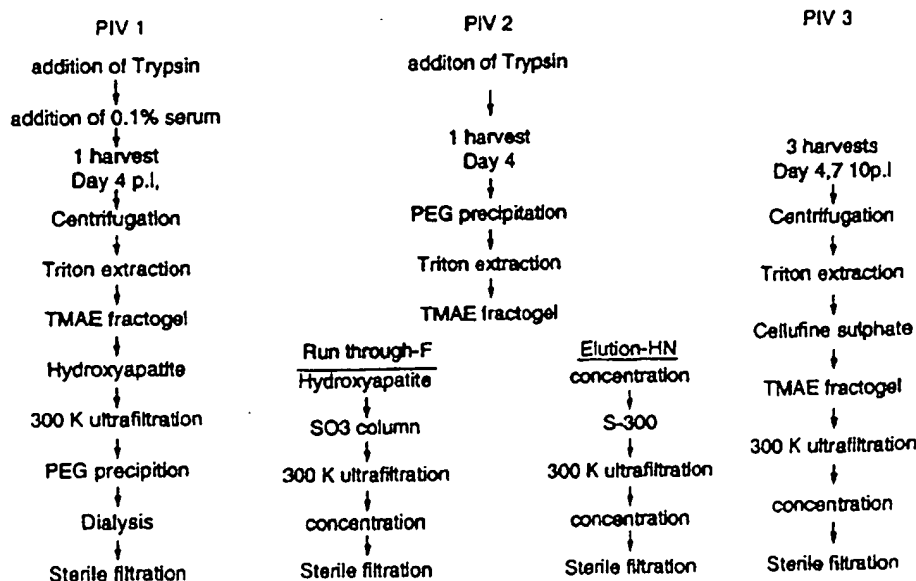 PIV 1
addition of Trypsin
addition of 0.1% serum
1 harvest
Day 4 p.l,
Centrifugation
Triton extraction
TMAE fractogel
Hydroxyapatite
300 K ultrafiltration
PEG precipition
Dialysis
Sterile filtration
PIV 2
additon of Trypsin
1 harvest
Day 4
PEG precipitation
Triton extraction
TMAE fractogel
Run through-F
Hydroxyapatite
SO3 column
300 K ultrafiltration
concentration
Sterile filtration
Elution-HN
concentration
S-300
300 K ultrafiltration
concentration
Sterile filtration
PIV 3
3 harvests
Day 4,7 10p.l
Centrifugation
Triton extraction
Cellufine sulphate
TMAE fractogel
300 K ultrafiltration
concentration
Sterile filtration